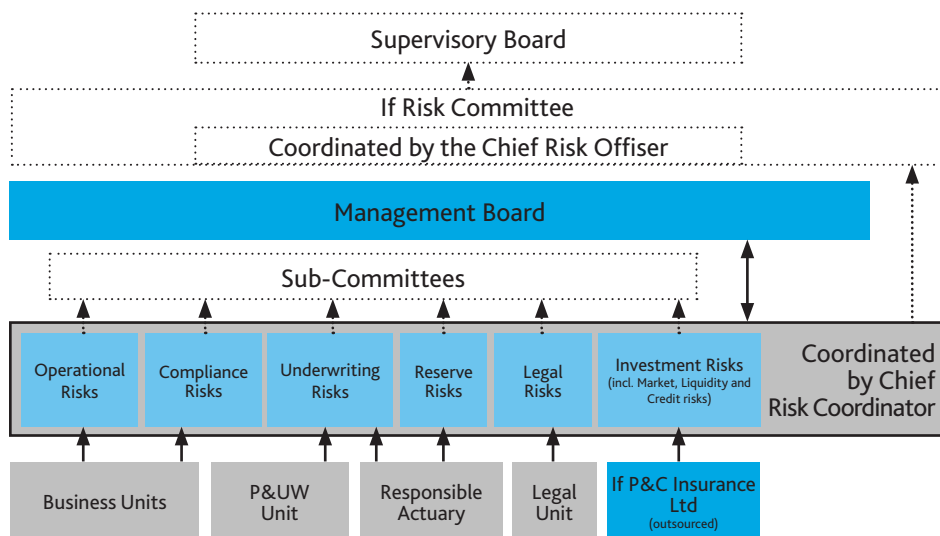 Supervisory Board
If Risk Committee
Coordinated by the Chief Risk Offiser
Management Board
Sub-Committees
Operational
Risks
Compliance
Risks
Underwriting
Risks
Reserve
Risks
Legal
Risks
Investment Risks
(incl. Market, Liquidity and
Credit risks)
Coordinated
by Chief
Risk Coordinator
Business Units
P&UW
Unit
Responsible
Actuary
Legal
Unit
If P&C Insurance
Ltd
(outsourced)